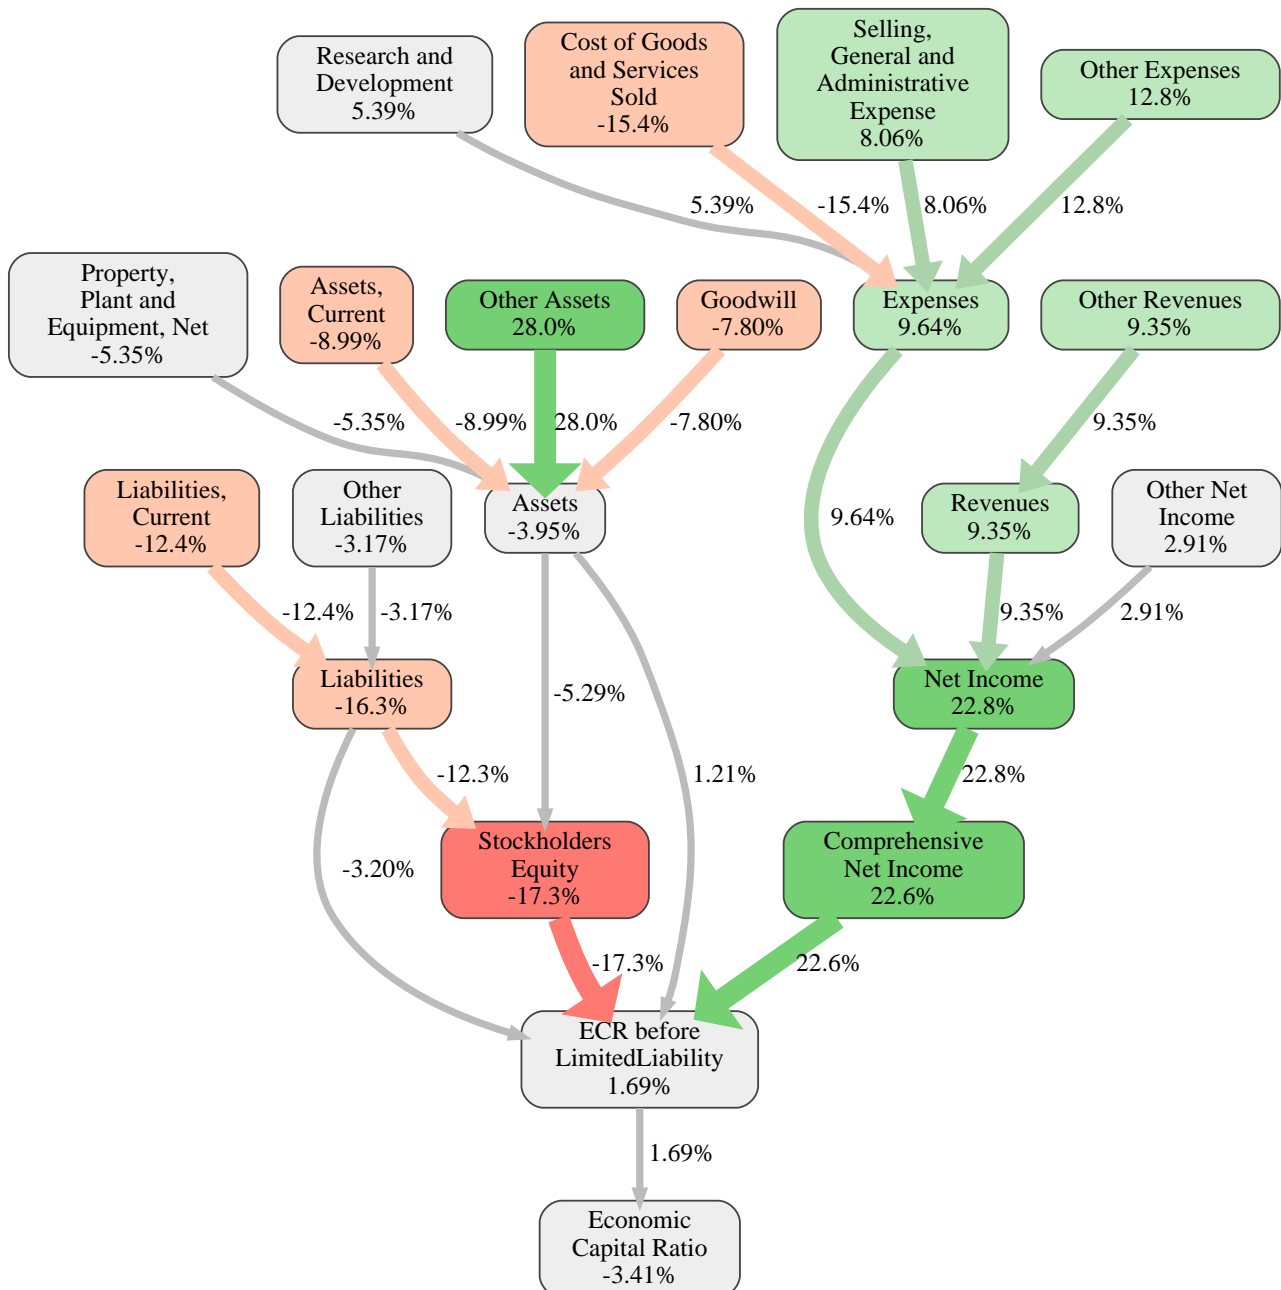 Research and
Development
5.39%
Cost of Goods
and Services
Sold
-15.4%
Selling,
General and
Administrative
Expense
8.06%
Other Expenses
12.8%
5.39%
-15.4%
8.06%
12.8%
Property,
Plant and
Equipment, Net
-5.35%
Assets,
Current
-8.99%
Other Assets
28.0%
Goodwill
-7.80%
Expenses
9.64%
Other Revenues
9.35%
-5.35%
-8.99%
28.0%
-7.80%
9.35%
Liabilities,
Current
-12.4%
Other
Liabilities
-3.17%
Assets
-3.95%
9.64%
Revenues
9.35%
Other Net
Income
2.91%
-12.4%
-3.17%
9.35%
2.91%
Liabilities
-16.3%
-5.29%
Net Income
22.8%
-12.3%
1.21%
22.8%
-3.20%
Stockholders
Equity
-17.3%
Comprehensive
Net Income
22.6%
-17.3%
22.6%
ECR before
LimitedLiability
1.69%
1.69%
Economic
Capital Ratio
-3.41%